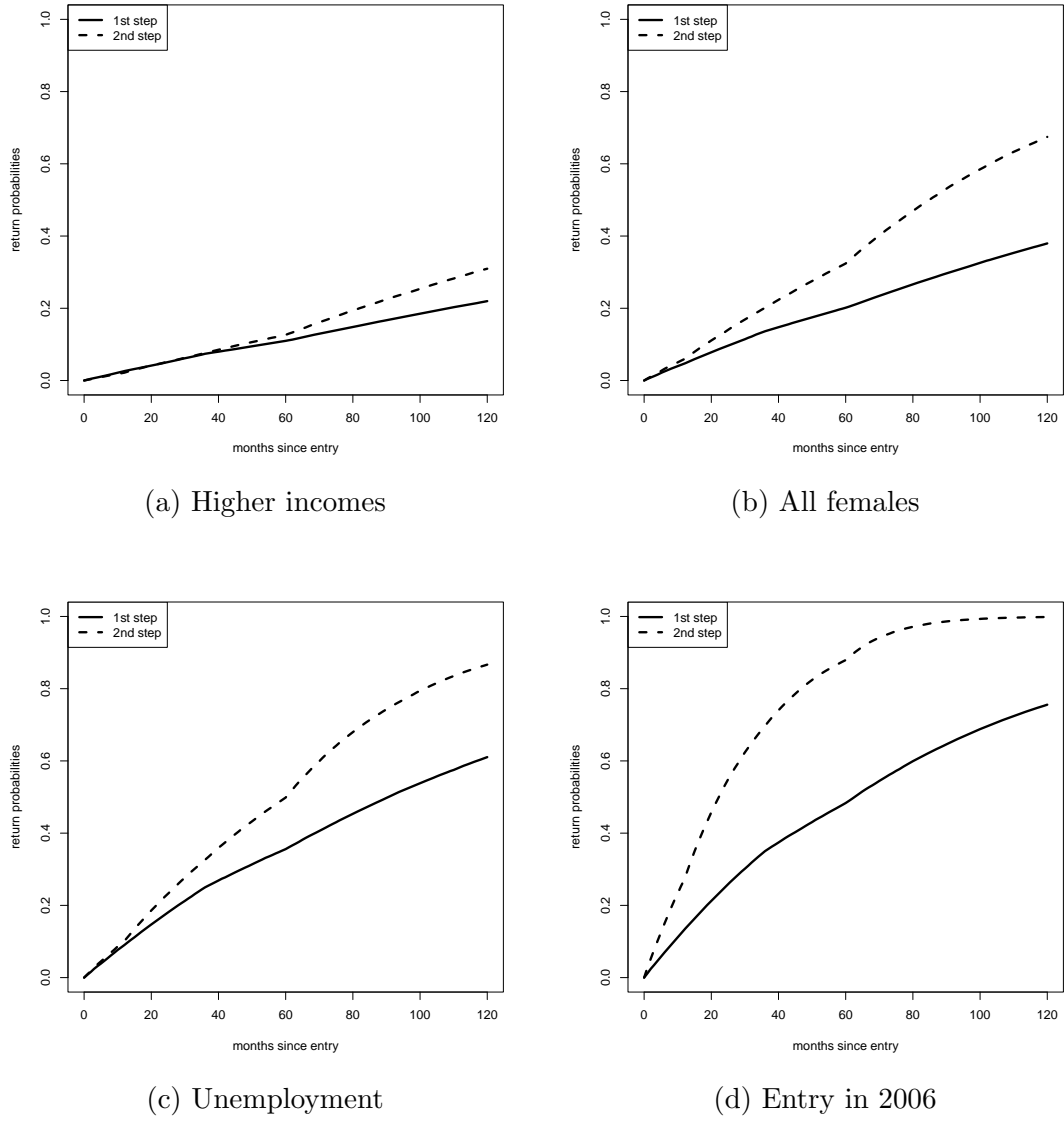 1st step
2nd step
return probabilities
0.0 0.2 0.4 0.6 0.8 1.0
0 20 40 60 80 100 120
months since entry
(a) Higher incomes
1st step
2nd step
return probabilities
0.0 0.2 0.4 0.6 0.8 1.0
0 20 40 60 80 100 120
months since entry
(b) All females
1st step
2nd step
return probabilities
0.0 0.2 0.4 0.6 0.8 1.0
0 20 40 60 80 100 120
months since entry
(c) Unemployment
1st step
2nd step
return probabilities
0.0 0.2 0.4 0.6 0.8 1.0
0 20 40 60 80 100 120
months since entry
(d) Entry in 2006